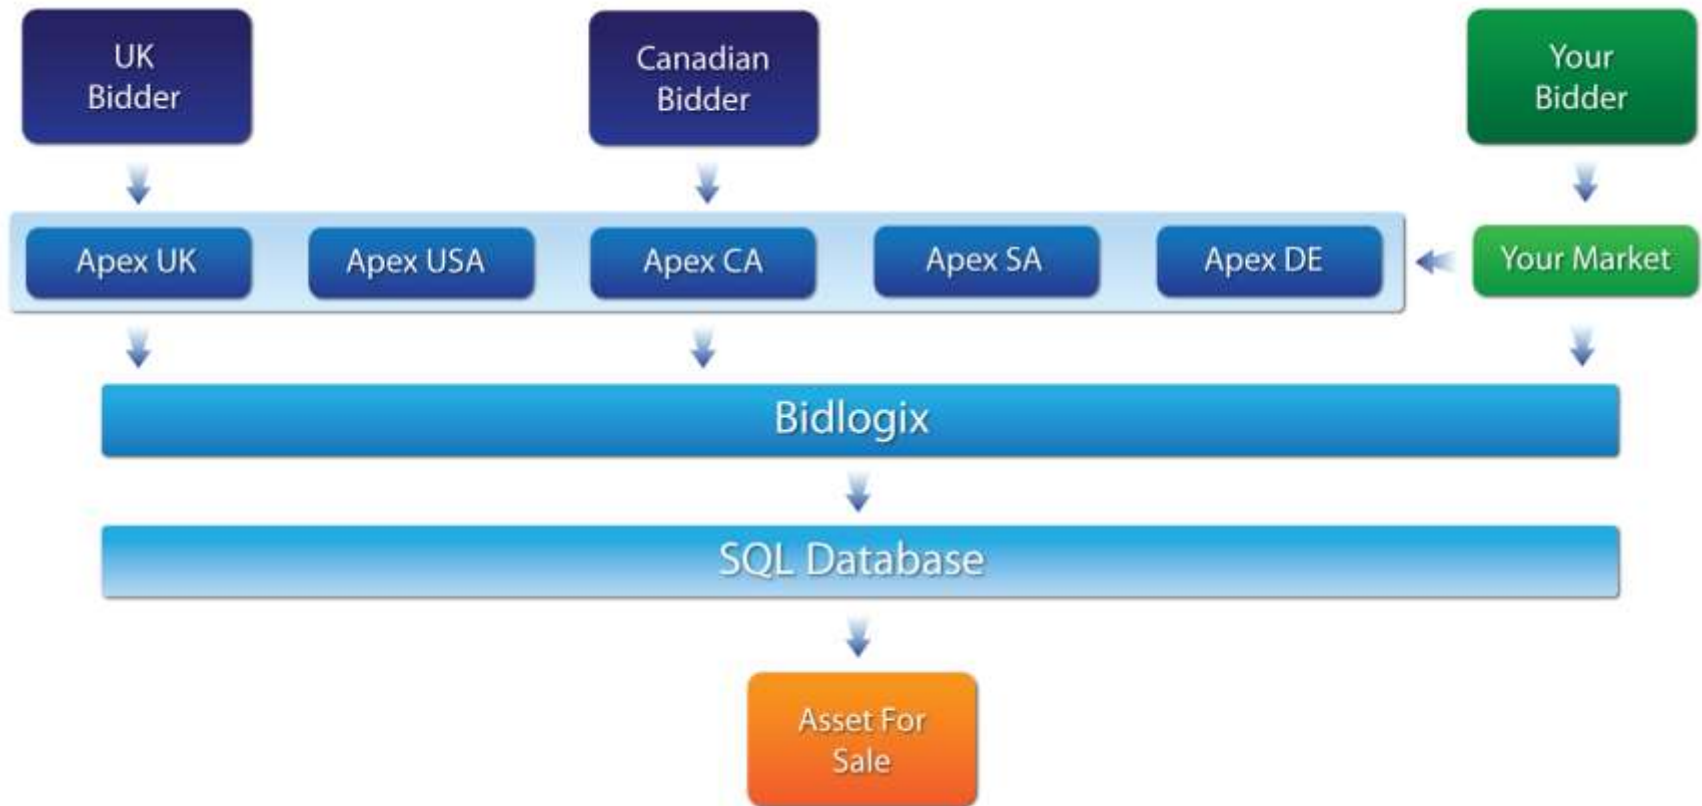 UK
Bidder
Canadian
Bidder
Your
Bidder
Apex UK
Apex USA
Apex CA
Apex SA
Apex DE
Your Market
Bidlogix
SQL Database
Asset For
Sale